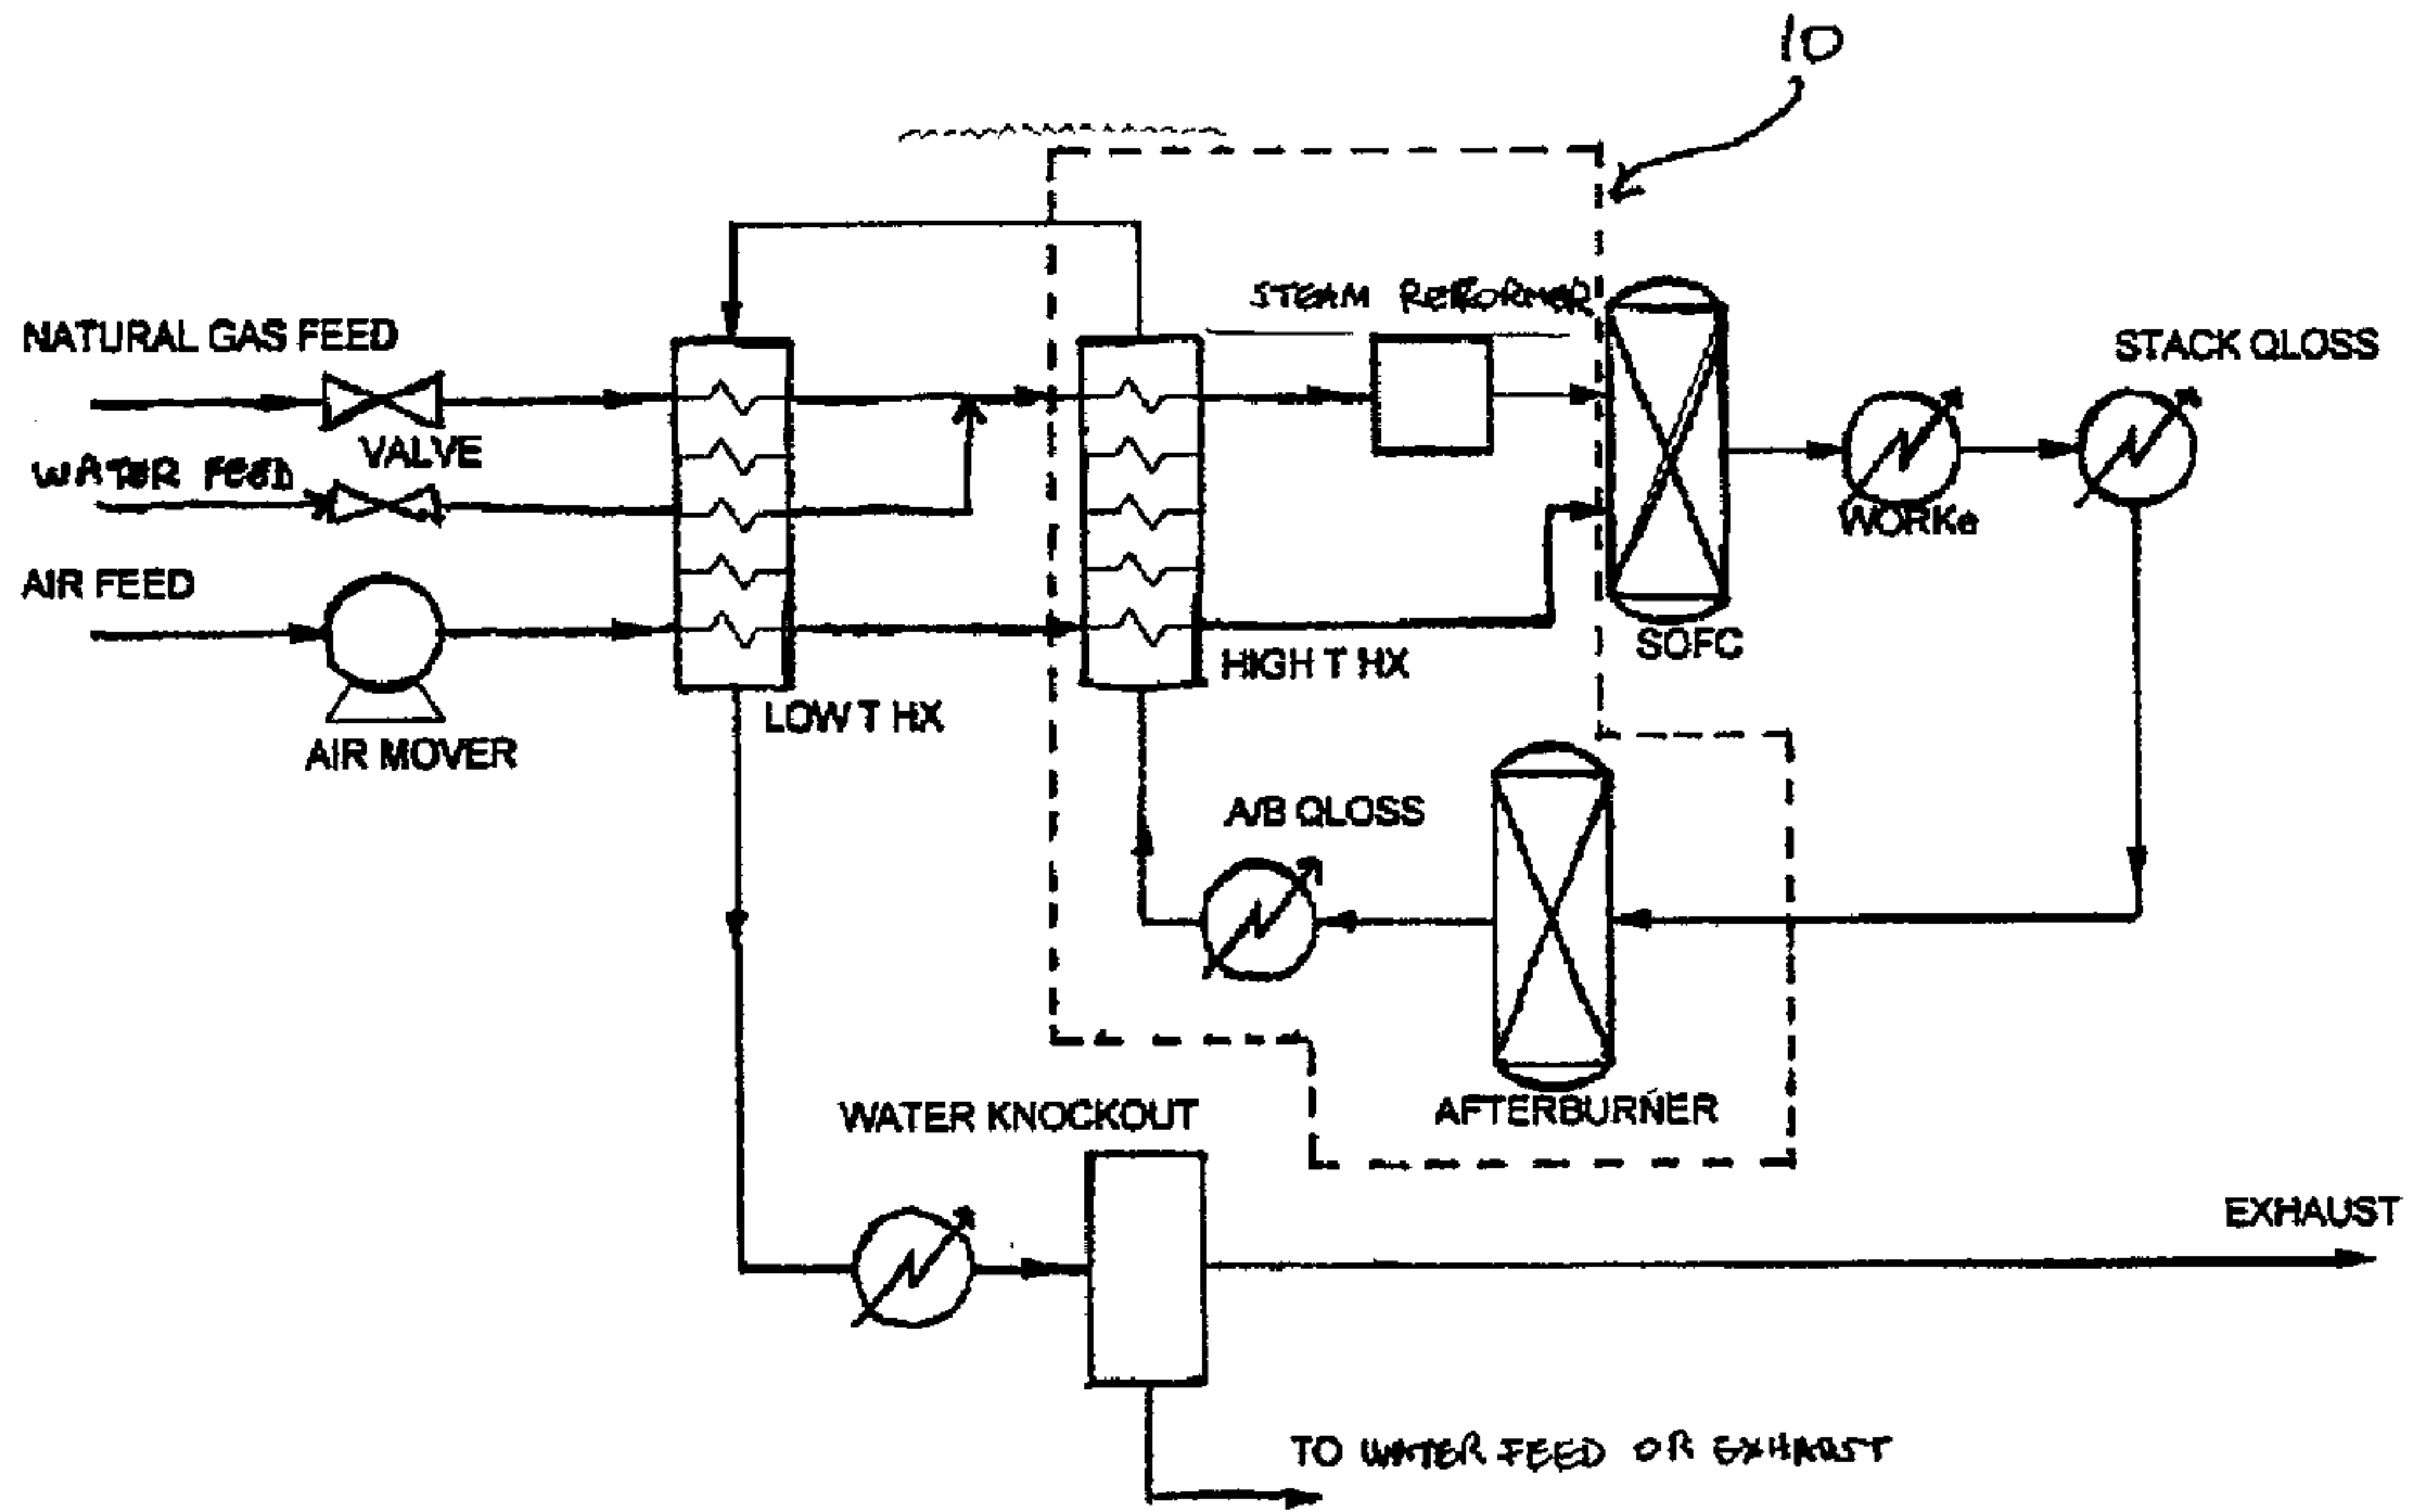 10
STEAM REFORMER
NATURAL GAS FEED
STACK QLOSS
VALVE
WATER FEED
WORKe
AIR FEED
SOFC
HIGH T HX
LOW T HX
AIR MOVER
A/B QLOSS
AFTERBURNER
WATER KNOCKOUT
EXHAUST
TO WATER FEED OR EXHAUST